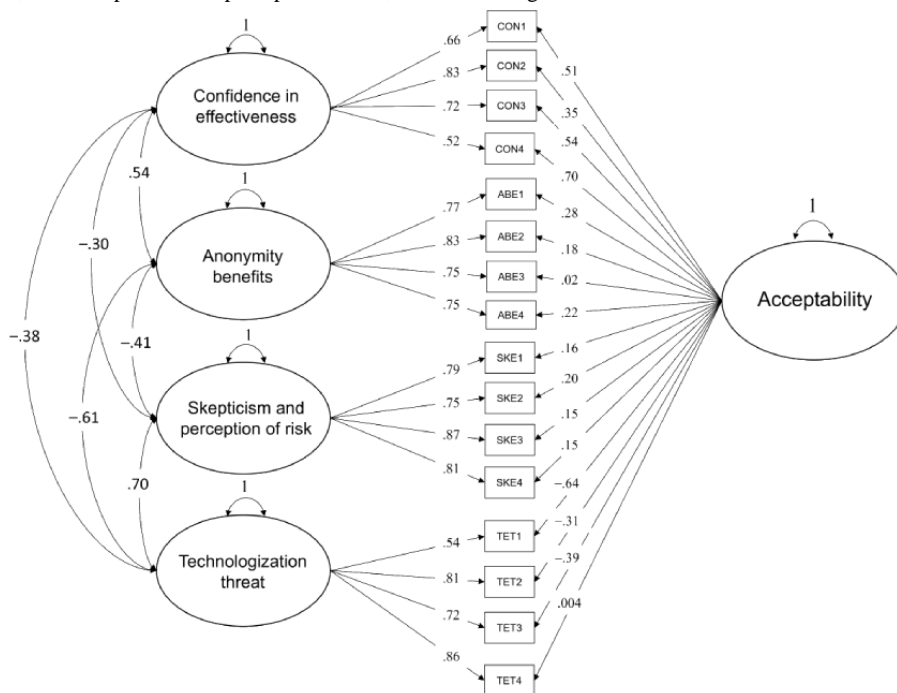 1
CON1
.66
.51
CON2
.83
Confidence in
effectiveness
.35
.72
CON3
.54
.52
CON4
.54
.70
1
ABE1
.77
.28
−.30
ABE2
.83
.18
1
Anonymity
benefits
.75
ABE3
.02
Acceptability
.75
ABE4
.22
−.38
−.41
1
SKE1
.16
.79
SKE2
.20
−.61
.75
Skepticism and
perception of risk
.15
.87
SKE3
.15
.81
SKE4
.70
−.64
1
TET1
.54
−.31
Technologization
threat
.81
TET2
−.39
.72
TET3
.004
.86
TET4